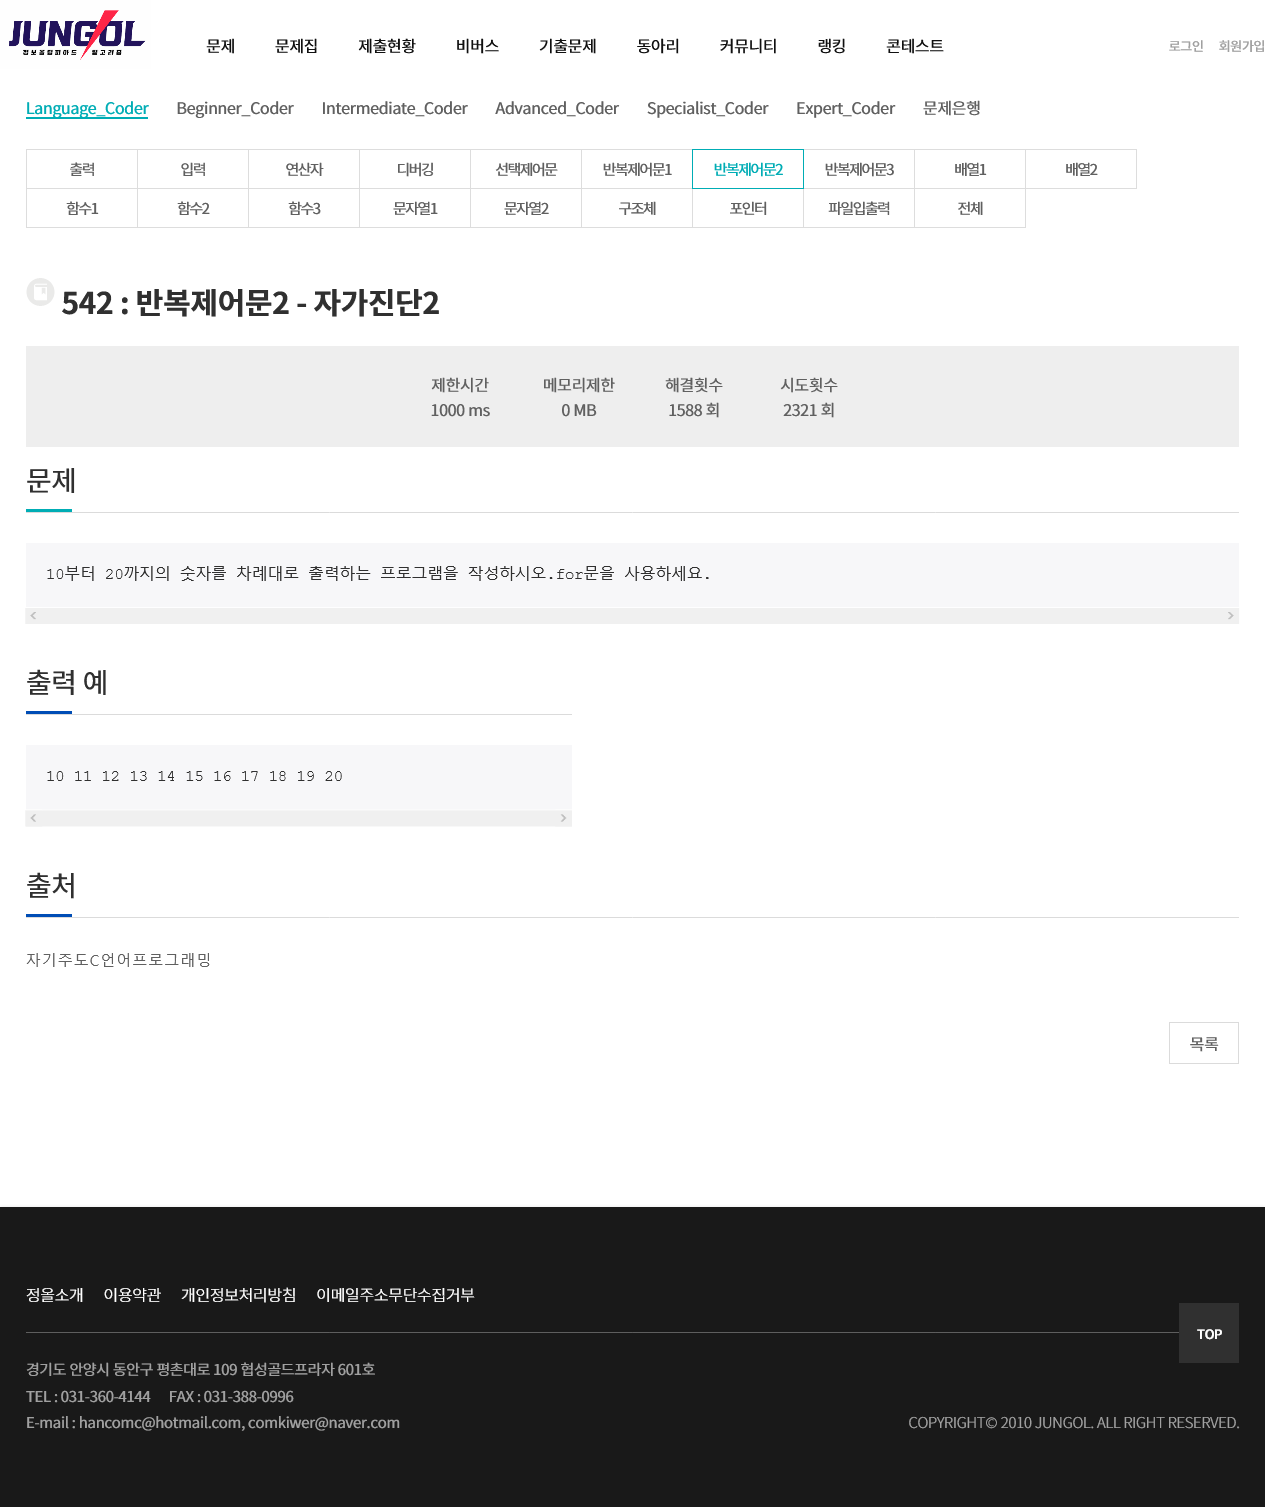 JUNGOL
정보올림피아드 알고리즘
문제 문제집 제출현황 비버스 기출문제 동아리 커뮤니티 랭킹 콘테스트 로그인 회원가입
Language_Coder Beginner_Coder Intermediate_Coder Advanced_Coder Specialist_Coder Expert_Coder 문제은행
출력 입력 연산자 디버깅 선택제어문 반복제어문1 반복제어문2 반복제어문3 배열1 배열2
함수1 함수2 함수3 문자열1 문자열2 구조체 포인터 파일입출력 전체
542 : 반복제어문2 - 자가진단2
제한시간 메모리제한 해결횟수 시도횟수
1000 ms 0 MB 1588 회 2321 회
문제
10부터 20까지의 숫자를 차례대로 출력하는 프로그램을 작성하시오.for문을 사용하세요.
출력 예
10 11 12 13 14 15 16 17 18 19 20
출처
자기주도C언어프로그래밍
목록
정올소개 이용약관 개인정보처리방침 이메일주소무단수집거부
TOP
경기도 안양시 동안구 평촌대로 109 협성골드프라자 601호
TEL : 031-360-4144 FAX : 031-388-0996
E-mail : hancomc@hotmail.com, comkiwer@naver.com COPYRIGHT© 2010 JUNGOL. ALL RIGHT RESERVED.